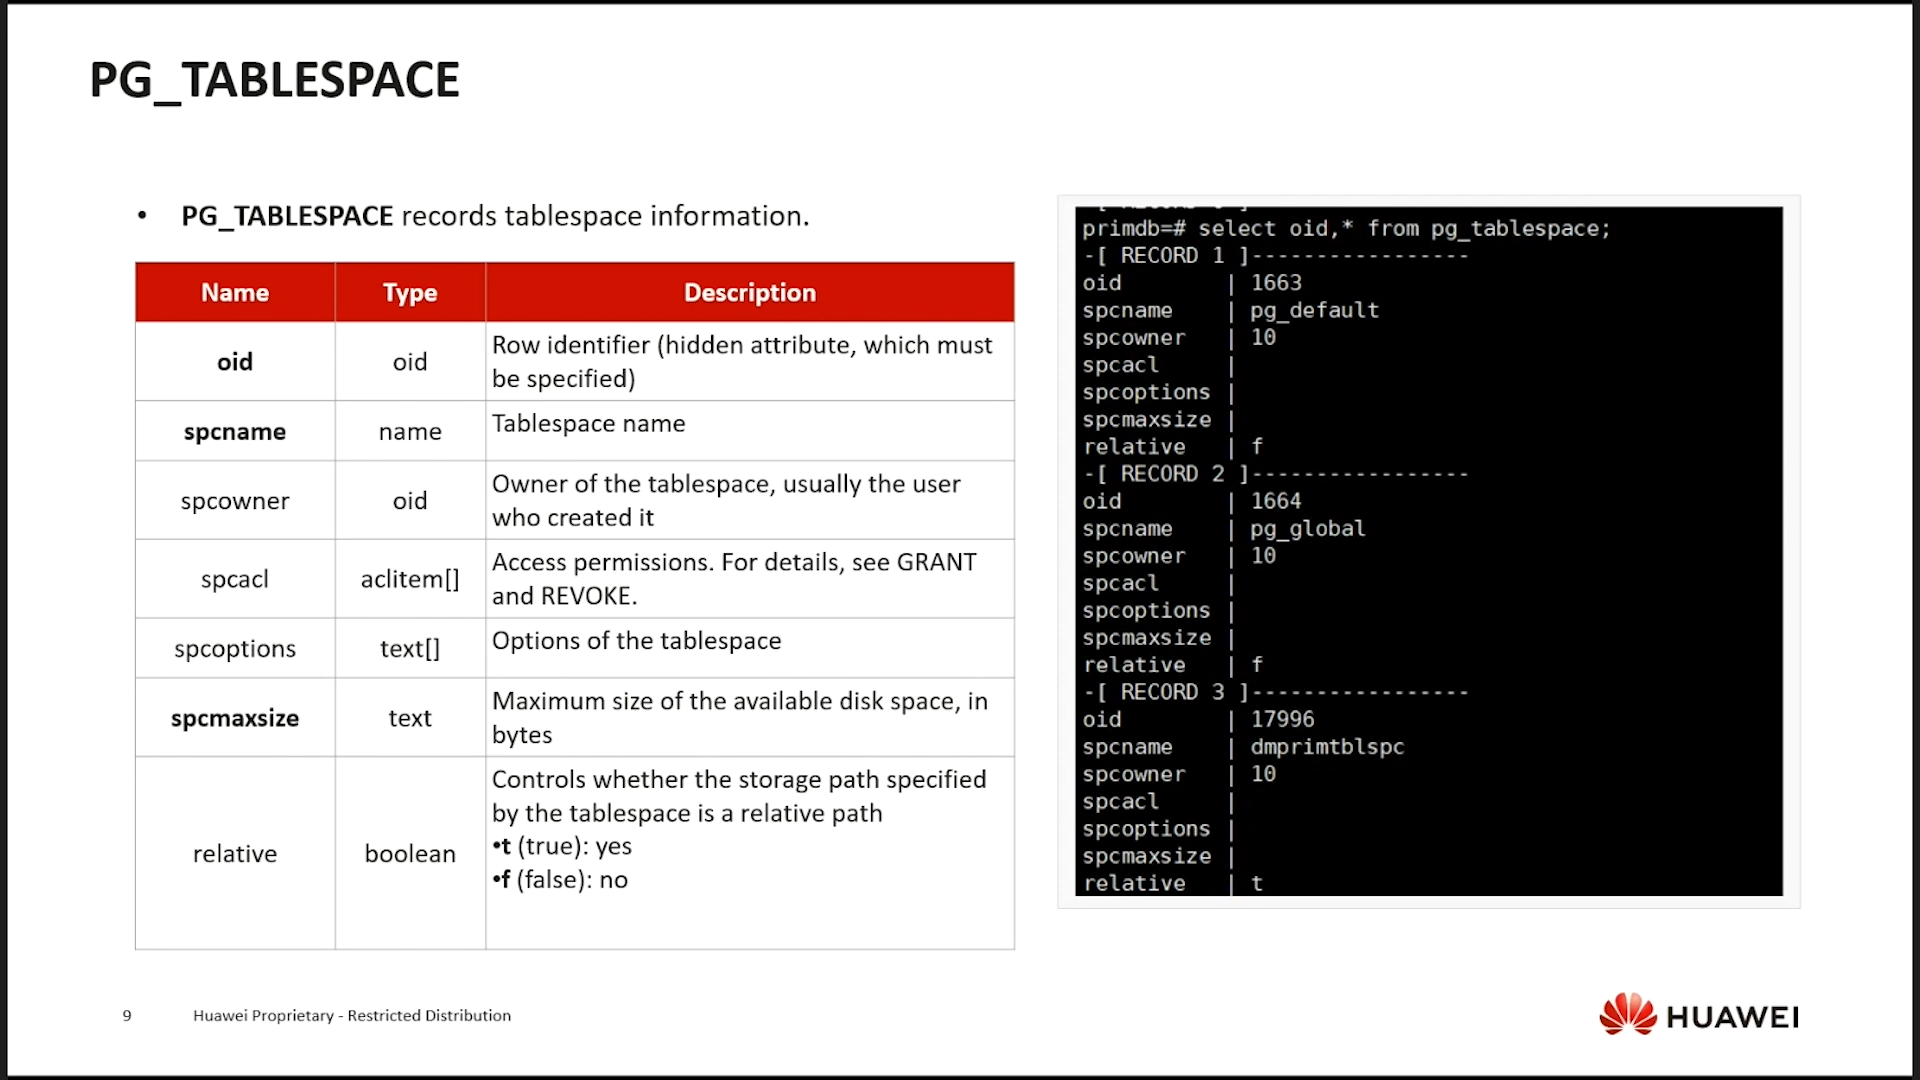 PG_TABLESPACE
• PG_TABLESPACE records tablespace information.
Name Type Description
oid oid Row identifier (hidden attribute, which must
be specified)
spcname name Tablespace name
spcowner oid Owner of the tablespace, usually the user
who created it
spcacl aclitem[] Access permissions. For details, see GRANT
and REVOKE.
spcoptions text[] Options of the tablespace
spcmaxsize text Maximum size of the available disk space, in
bytes
relative boolean Controls whether the storage path specified
by the tablespace is a relative path
•t (true): yes
•f (false): no
primdb=# select oid,* from pg_tablespace;
-[ RECORD 1 ]-----------------
oid | 1663
spcname | pg_default
spcowner | 10
spcacl |
spcoptions |
spcmaxsize |
relative | f
-[ RECORD 2 ]-----------------
oid | 1664
spcname | pg_global
spcowner | 10
spcacl |
spcoptions |
spcmaxsize |
relative | f
-[ RECORD 3 ]-----------------
oid | 17996
spcname | dmprimtblspc
spcowner | 10
spcacl |
spcoptions |
spcmaxsize |
relative | t
9 Huawei Proprietary - Restricted Distribution
HUAWEI